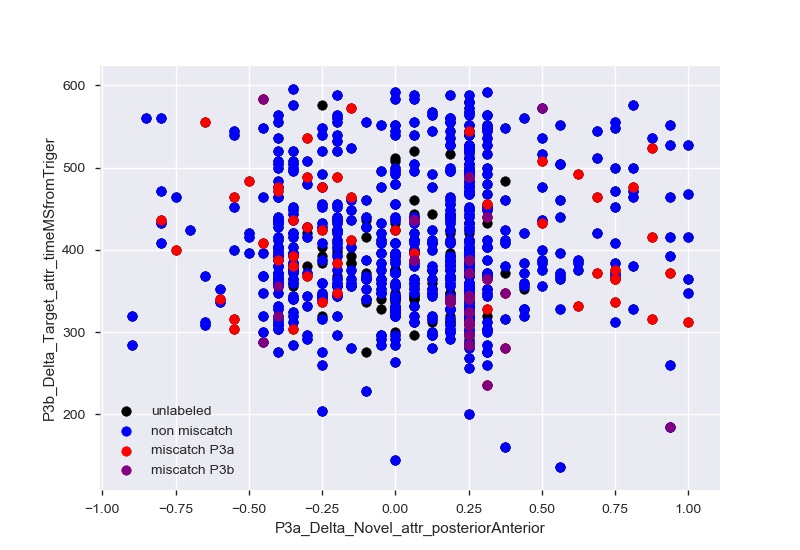 600
500
400
300
200
P3b_Delta_Target_attr_timeMSfromTriger
unlabeled
non miscatch
miscatch P3a
miscatch P3b
−1.00 −0.75 −0.50 −0.25 0.00 0.25 0.50 0.75 1.00
P3a_Delta_Novel_attr_posteriorAnterior